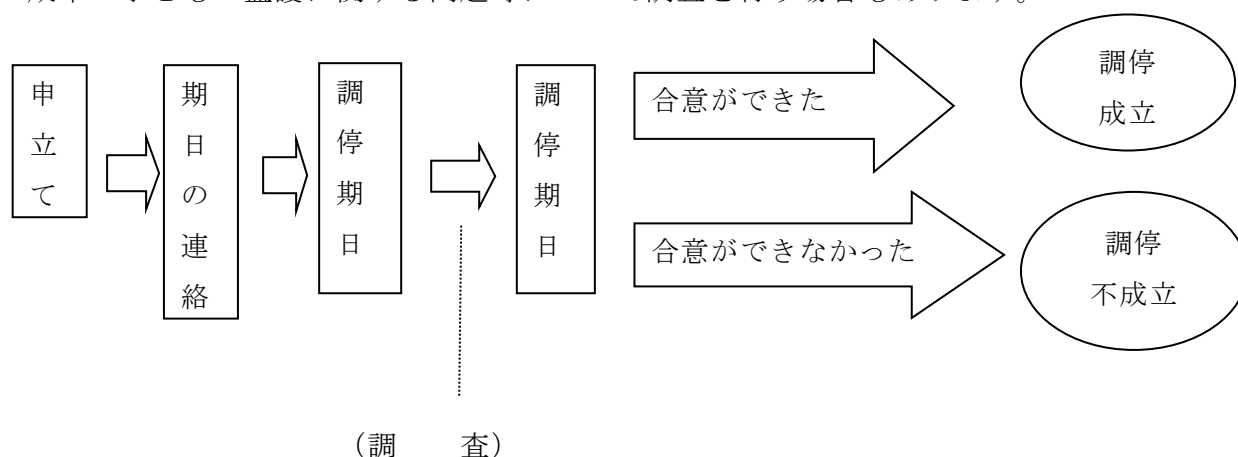 申立て
期日の連絡
調停期日
調停期日
合意ができた
調停
成立
合意ができなかった
調停
不成立
（調　　査）